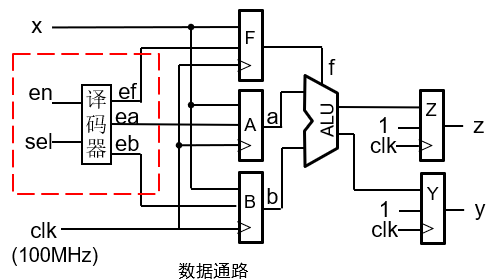 x
F
f
en
译码器
ef
ea
A
a
ALU
Z
z
1
clk
sel
eb
B
b
Y
y
1
clk
clk
(100MHz)
数据通路